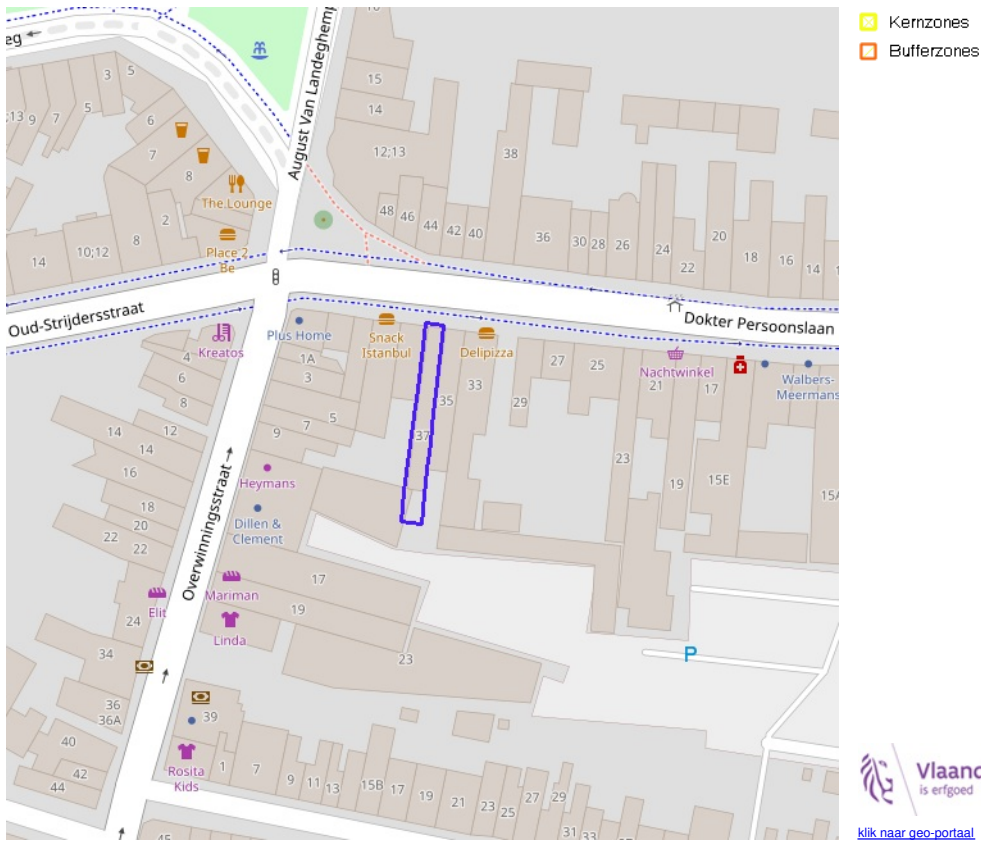 Kernzones
Bufferzones
eg
August Van Landeghemp
10
15
14
12;13
38
3
5
5
;13
9
7
6
7
8
The Lounge
2
Place 2
Be
8
10;12
14
48
46
44
42
40
36
30
28
26
24
22
20
18
16
14
1
Oud-Strijdersstraat
Dokter Persoonslaan
Kreatos
Plus Home
Snack
Istanbul
Delipizza
Nachtwinkel
Walbers-
Meermans
4
6
8
1A
3
5
7
9
37
35
33
29
27
25
23
21
19
17
15E
15A
14
12
14
16
18
20
22
22
Overwinningsstraat
Heymans
Dillen &
Clement
Mariman
Linda
Elit
17
19
23
24
34
36
36A
40
42
44
39
Rosita
Kids
P
1
7
9
11
13
15B
17
19
21
23
25
27
29
31
33
45
Vlaand
is erfgoed
klik naar geo-portaal